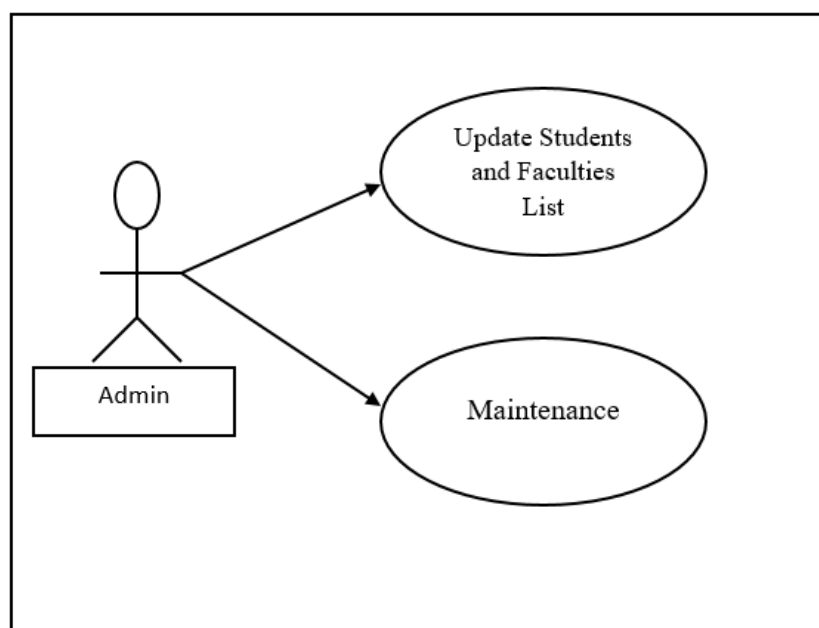 Update Students
and Faculties
List
Admin
Maintenance